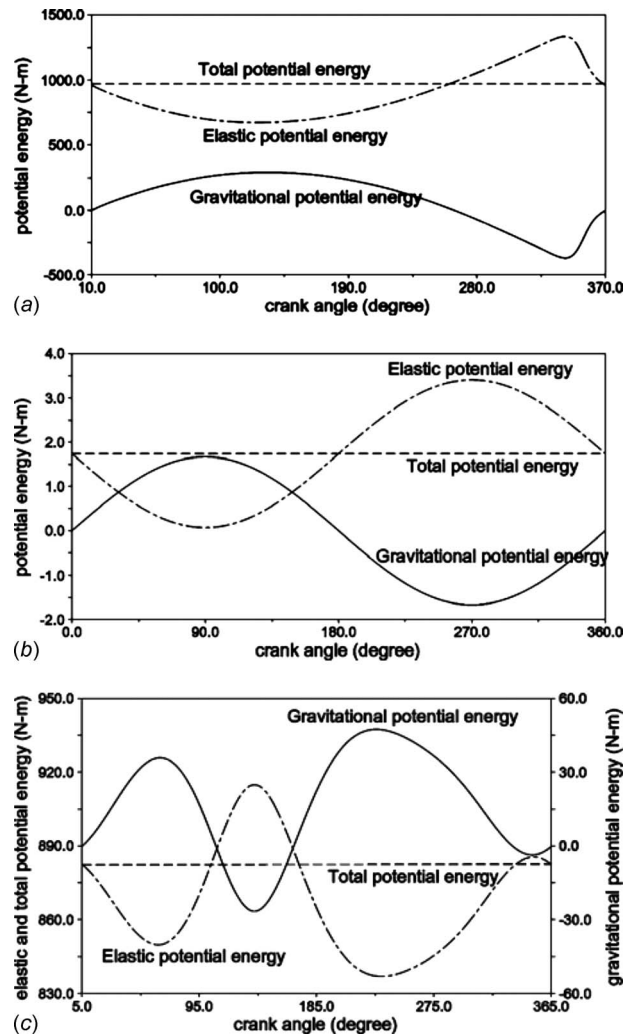 1500.0
Total potential energy
1000.0
Elastic potential energy
500.0
Gravitational potential energy
0.0
-500.0
10.0 100.0 190.0 280.0 370.0
potential energy (N-m)
crank angle (degree)
(a)
4.0
Elastic potential energy
3.0
2.0
Total potential energy
1.0
0.0
Gravitational potential energy
-1.0
-2.0
0.0 90.0 180.0 270.0 360.0
potential energy (N-m)
crank angle (degree)
(b)
950.0 60.0
Gravitational potential energy
920.0 30.0
890.0 0.0
Total potential energy
860.0 -30.0
Elastic potential energy
830.0 -60.0
5.0 95.0 185.0 275.0 365.0
elastic and total potential energy (N-m)
gravitational potential energy (N-m)
crank angle (degree)
(c)